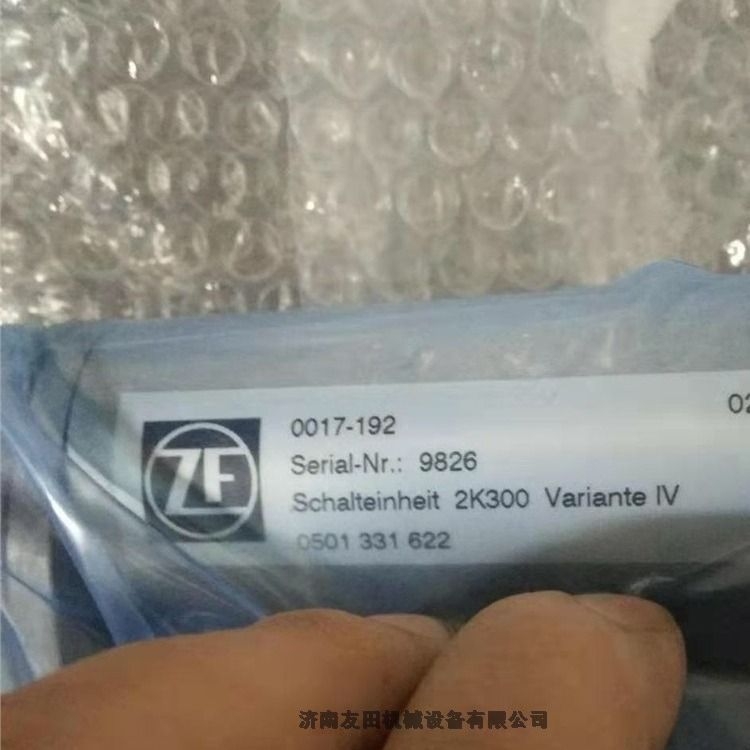 ZF
0017-192
02
Serial-Nr.: 9826
Schalteinheit 2K300 Variante IV
0501 331 622
济南友田机械设备有限公司